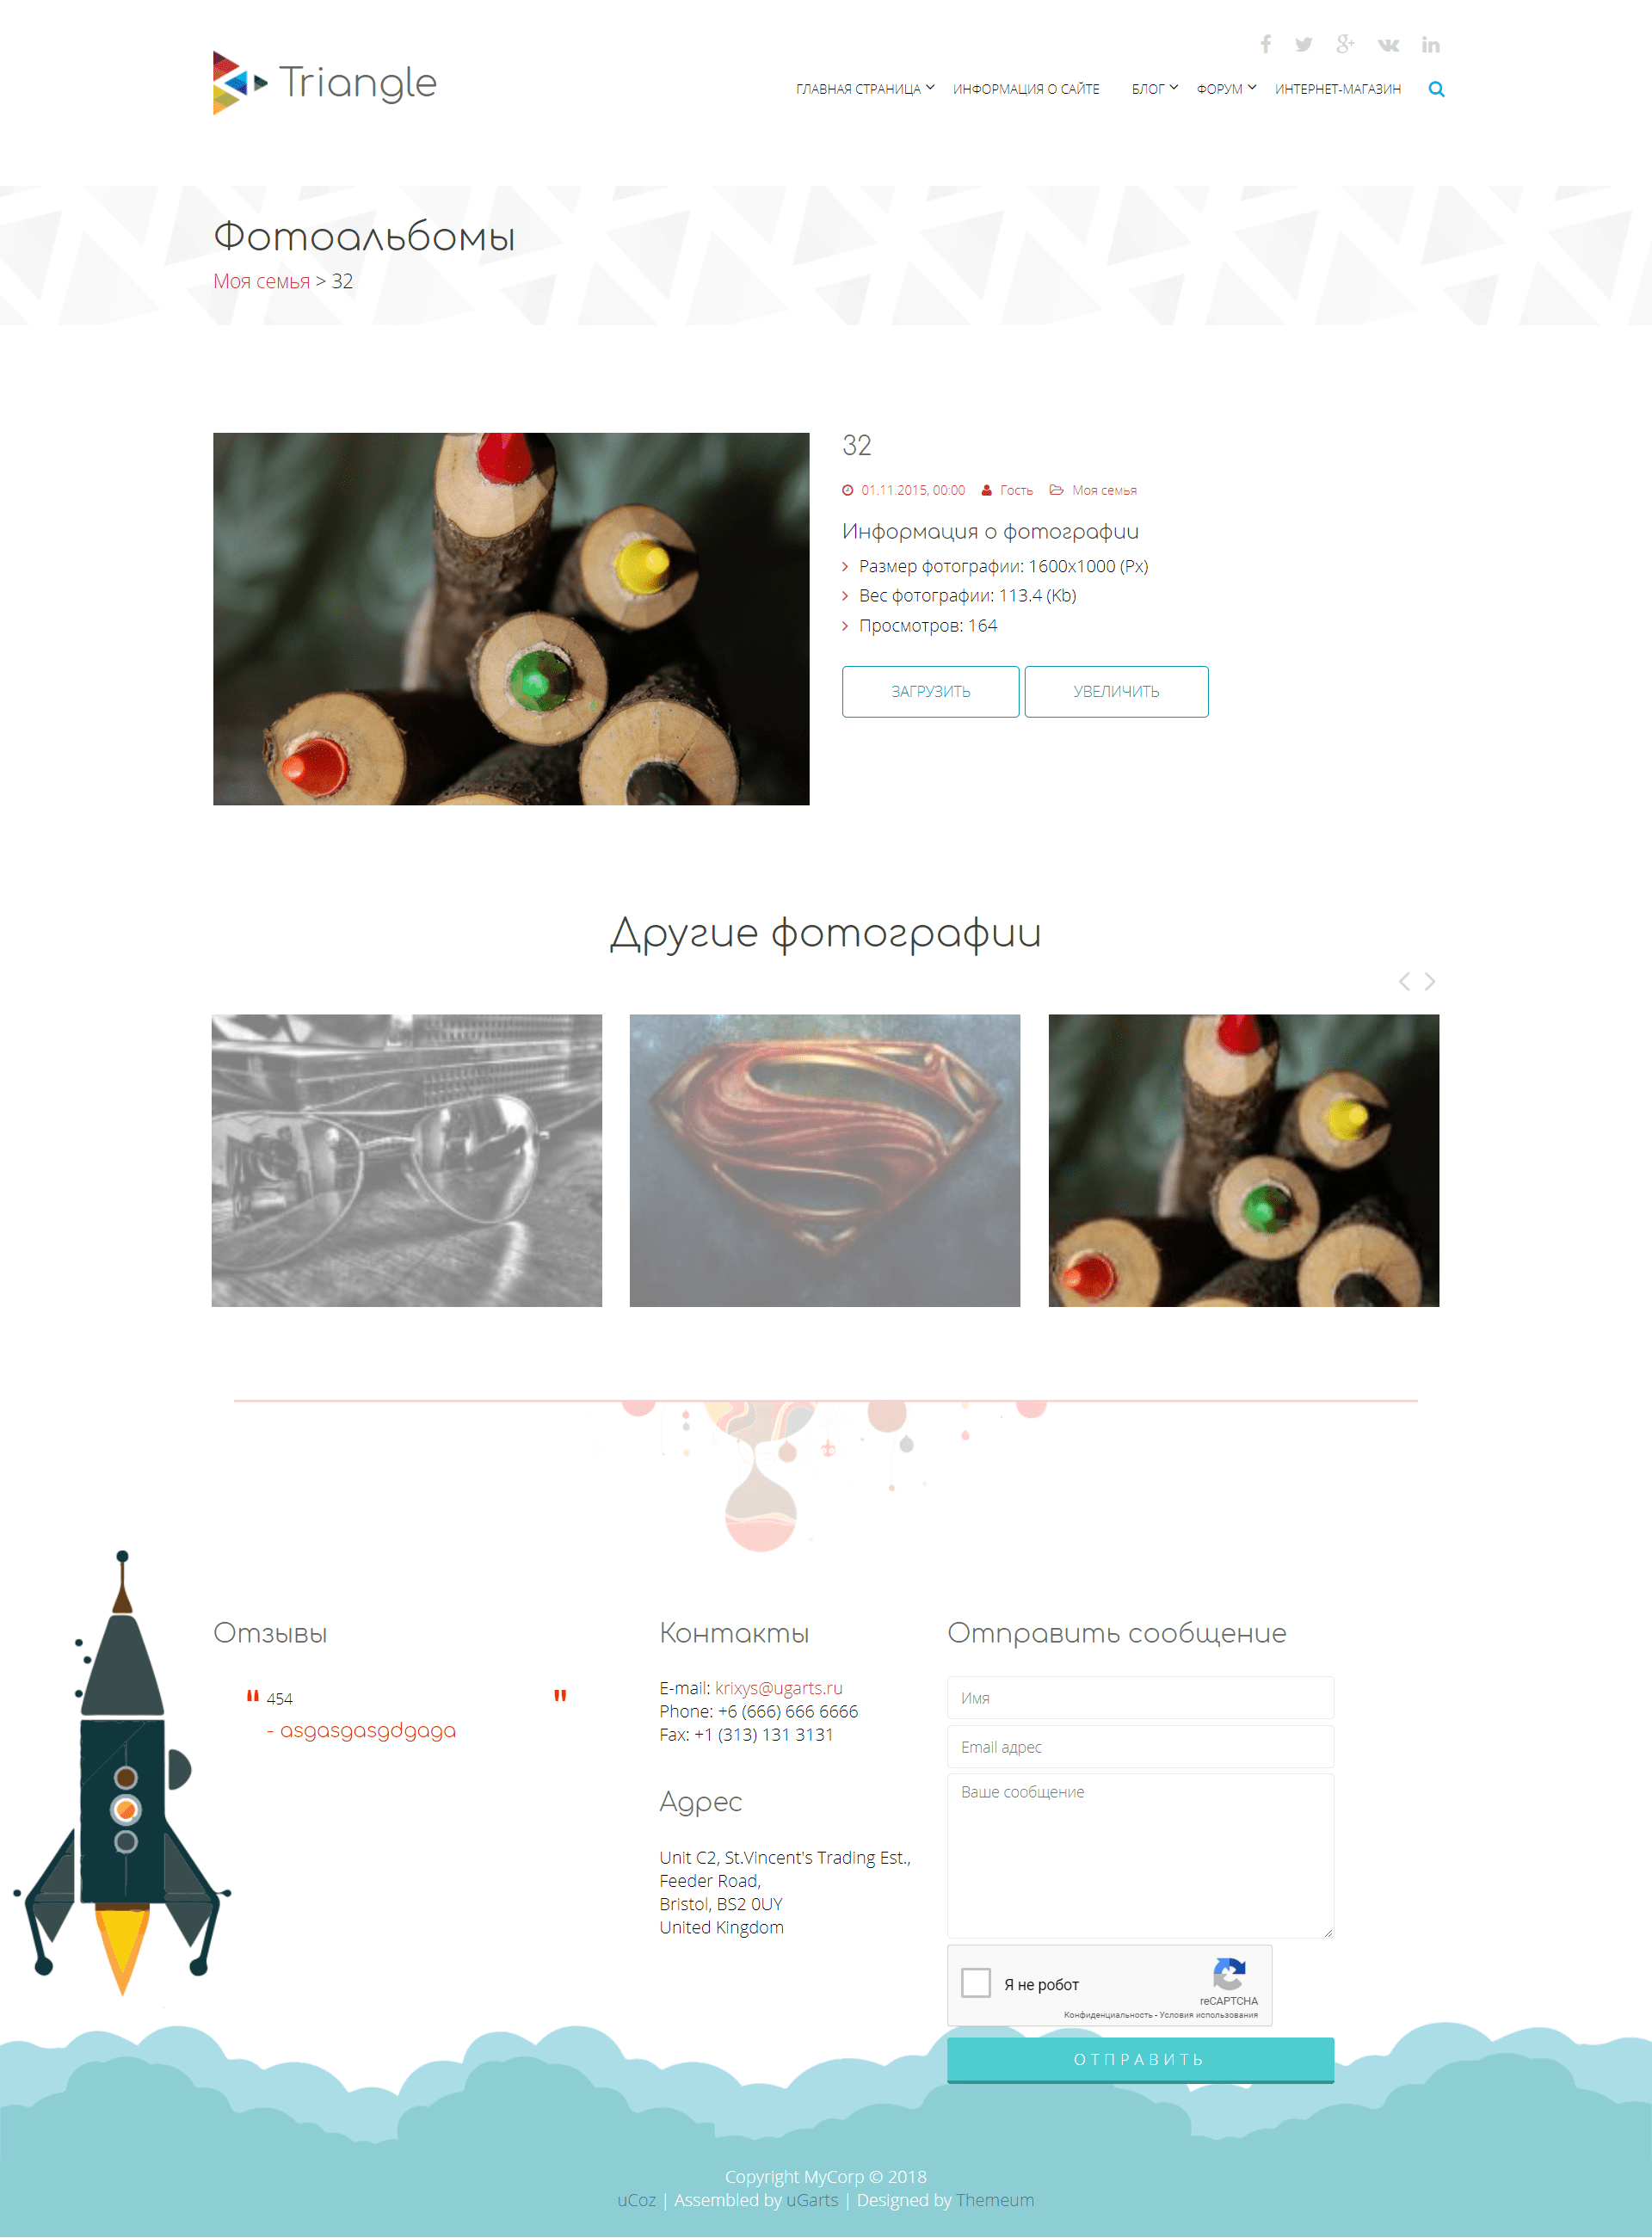 Triangle
ГЛАВНАЯ СТРАНИЦА
ИНФОРМАЦИЯ О САЙТЕ
БЛОГ
ФОРУМ
ИНТЕРНЕТ-МАГАЗИН
Фотоальбомы
Моя семья > 32
32
01.11.2015, 00:00
Гость
Моя семья
Информация о фотографии
Размер фотографии: 1600x1000 (Px)
Вес фотографии: 113.4 (Kb)
Просмотров: 164
ЗАГРУЗИТЬ
УВЕЛИЧИТЬ
Другие фотографии
Отзывы
" 454 "
- asgasgasgdgaga
Контакты
E-mail: krixys@ugarts.ru
Phone: +6 (666) 666 6666
Fax: +1 (313) 131 3131
Адрес
Unit C2, St.Vincent's Trading Est.,
Feeder Road,
Bristol, BS2 0UY
United Kingdom
Отправить сообщение
Имя
Email адрес
Ваше сообщение
Я не робот
reCAPTCHA
Конфиденциальность - Условия использования
ОТПРАВИТЬ
Copyright MyCorp © 2018
uCoz | Assembled by uGarts | Designed by Themeum